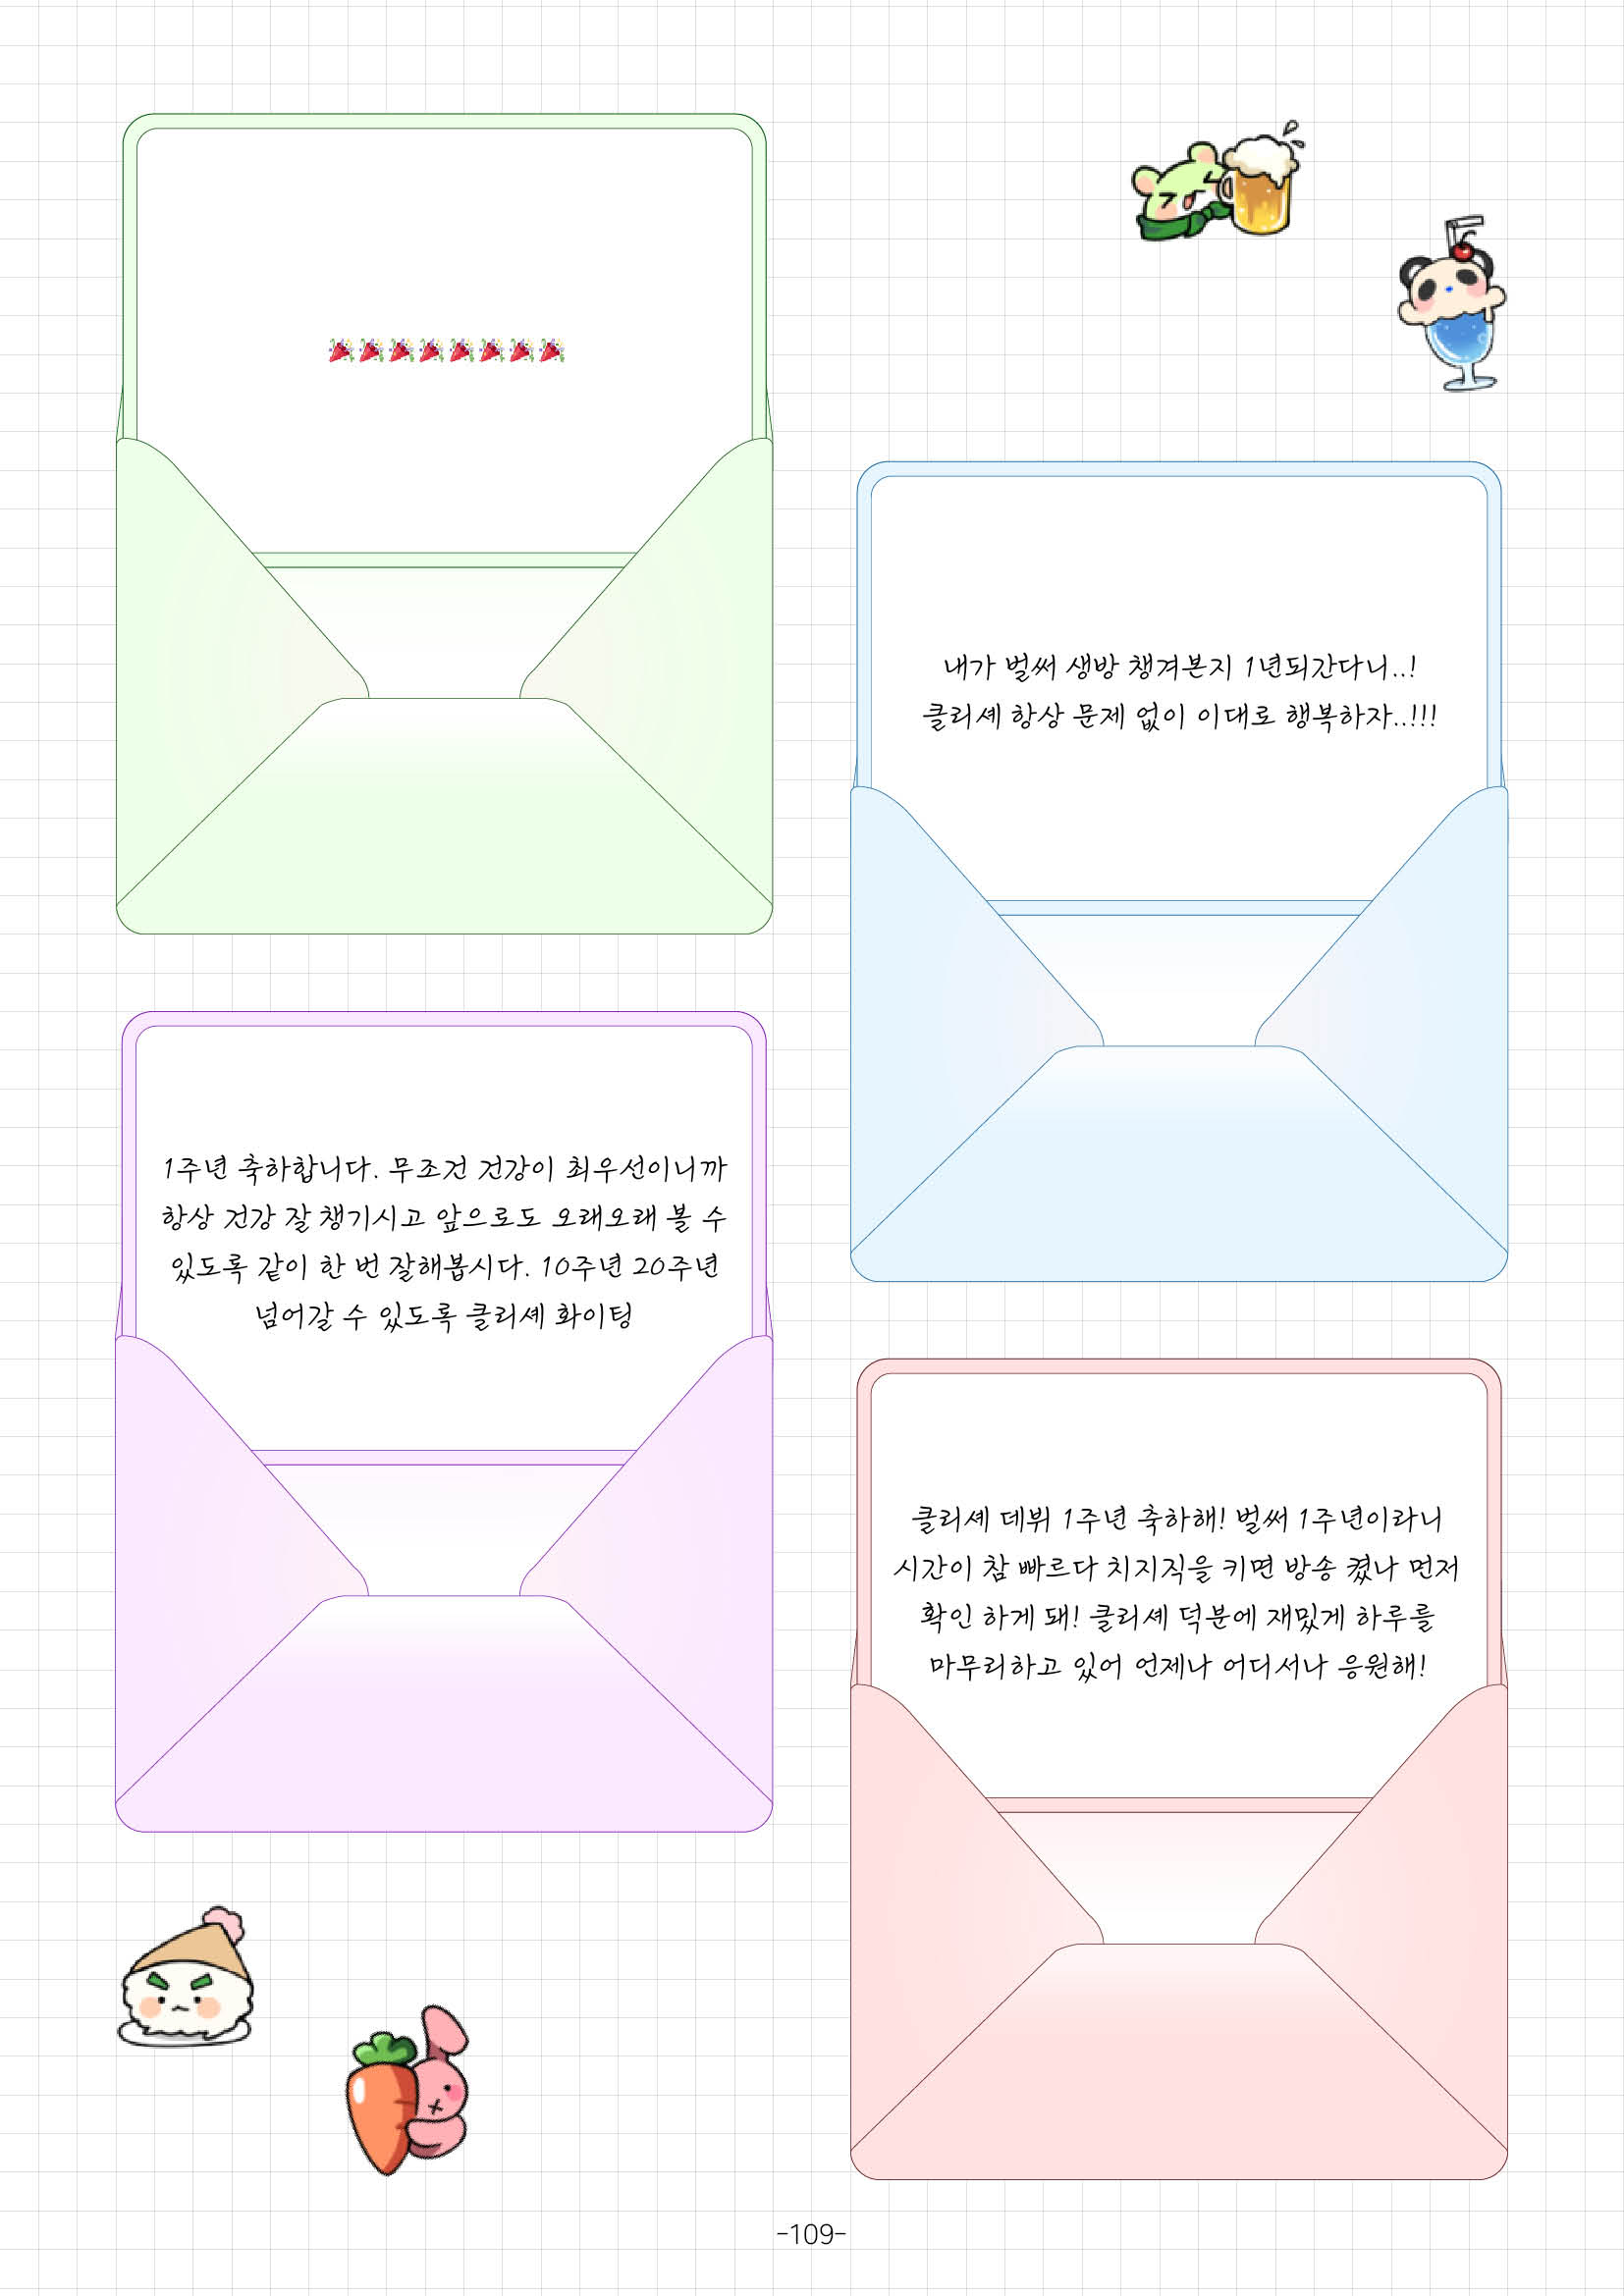 🎉🎉🎉🎉🎉🎉🎉🎉
내가 벌써 생방 챙겨본지 1년되간다니..!
클리셰 항상 문제 없이 이대로 행복하자..!!!
1주년 축하합니다. 무조건 건강이 최우선이니까
항상 건강 잘 챙기시고 앞으로도 오래오래 볼 수
있도록 같이 한 번 잘해봅시다. 10주년 20주년
넘어갈 수 있도록 클리셰 화이팅
클리셰 데뷔 1주년 축하해! 벌써 1주년이라니
시간이 참 빠르다 치지직을 키면 방송 켰나 먼저
확인 하게 돼! 클리셰 덕분에 재밌게 하루를
마무리하고 있어 언제나 어디서나 응원해!
-109-